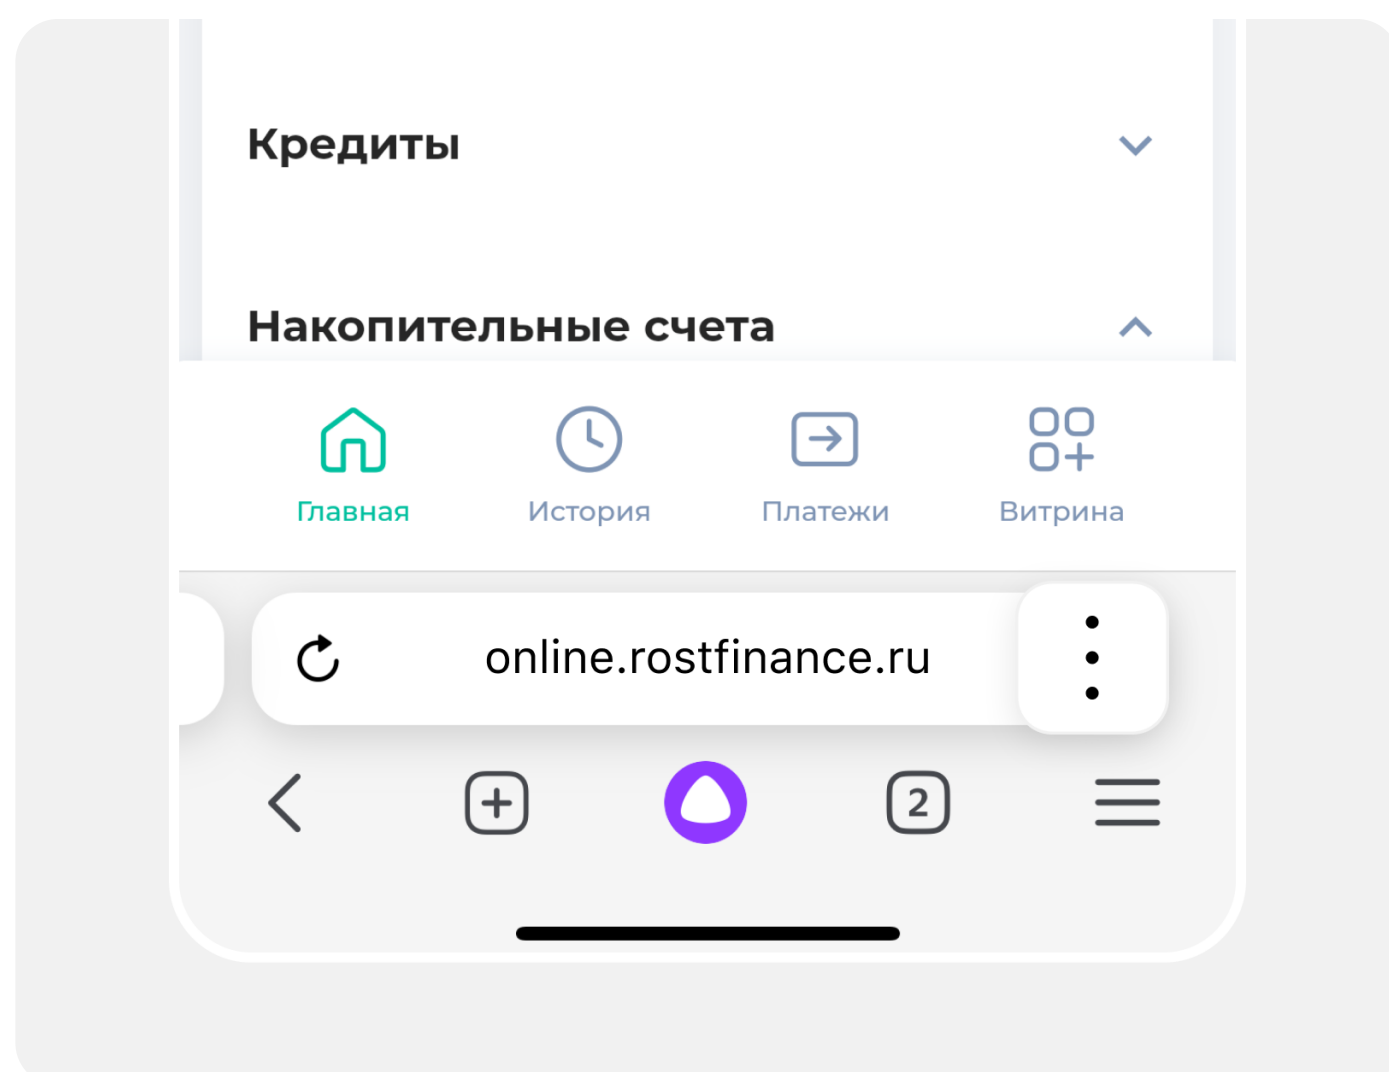 Кредиты
Накопительные счета
Главная
История
Платежи
Витрина
online.rostfinance.ru
2